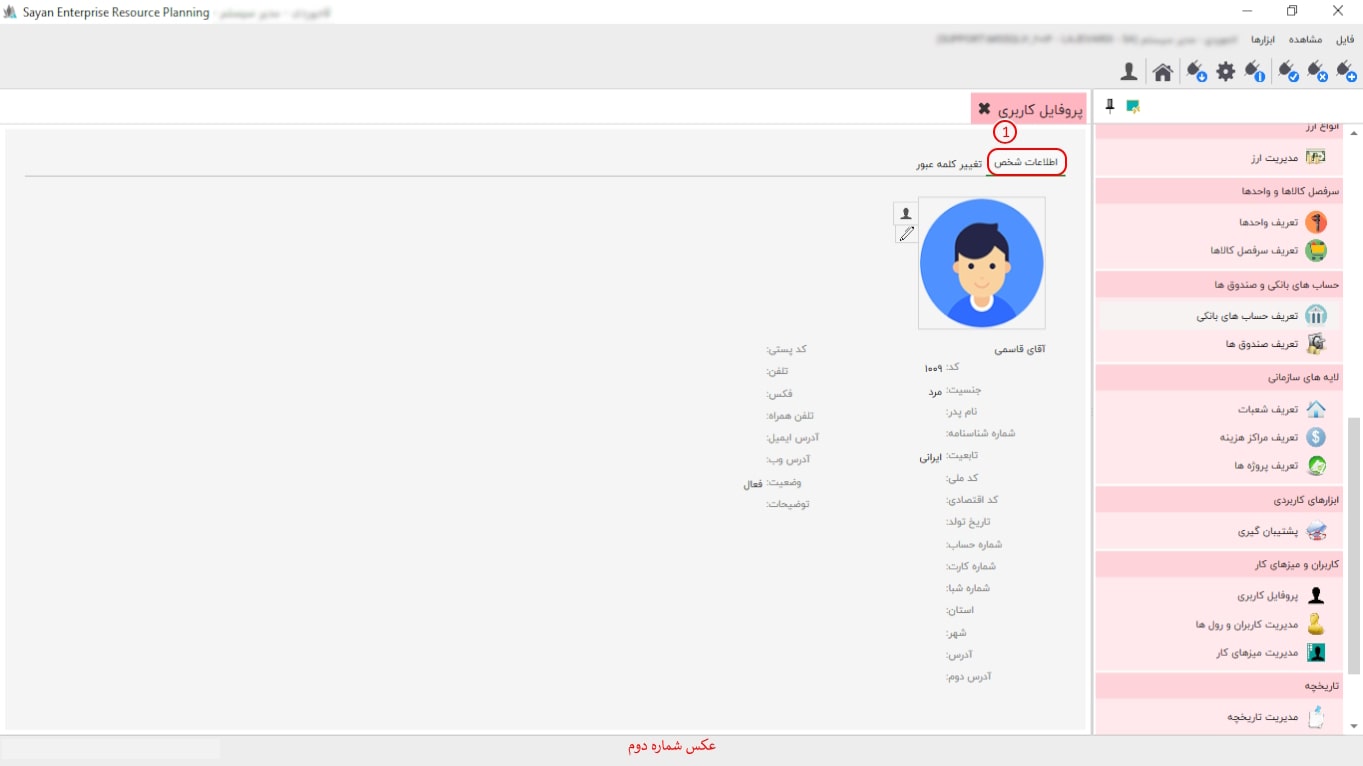 Sayan Enterprise Resource Planning
فایل مشاهده ابزارها
پروفایل کاربری
1
اطلاعات شخص
تغییر کلمه عبور
آقای قاسمی
کد: ۱۰۰۹
جنسیت: مرد
نام پدر:
شماره شناسنامه:
تابعیت: ایرانی
کد ملی:
کد اقتصادی:
تاریخ تولد:
شماره حساب:
شماره کارت:
شماره شبا:
استان:
شهر:
آدرس:
آدرس دوم:
کد پستی:
تلفن:
فکس:
تلفن همراه:
آدرس ایمیل:
آدرس وب:
وضعیت: فعال
توضیحات:
انواع ارز
مدیریت ارز
سرفصل کالاها و واحدها
تعریف واحدها
تعریف سرفصل کالاها
حساب های بانکی و صندوق ها
تعریف حساب های بانکی
تعریف صندوق ها
لایه های سازمانی
تعریف شعبات
تعریف مراکز هزینه
تعریف پروژه ها
ابزارهای کاربردی
پشتیبان گیری
کاربران و میزهای کار
پروفایل کاربری
مدیریت کاربران و رول ها
مدیریت میزهای کار
تاریخچه
مدیریت تاریخچه
عکس شماره دوم